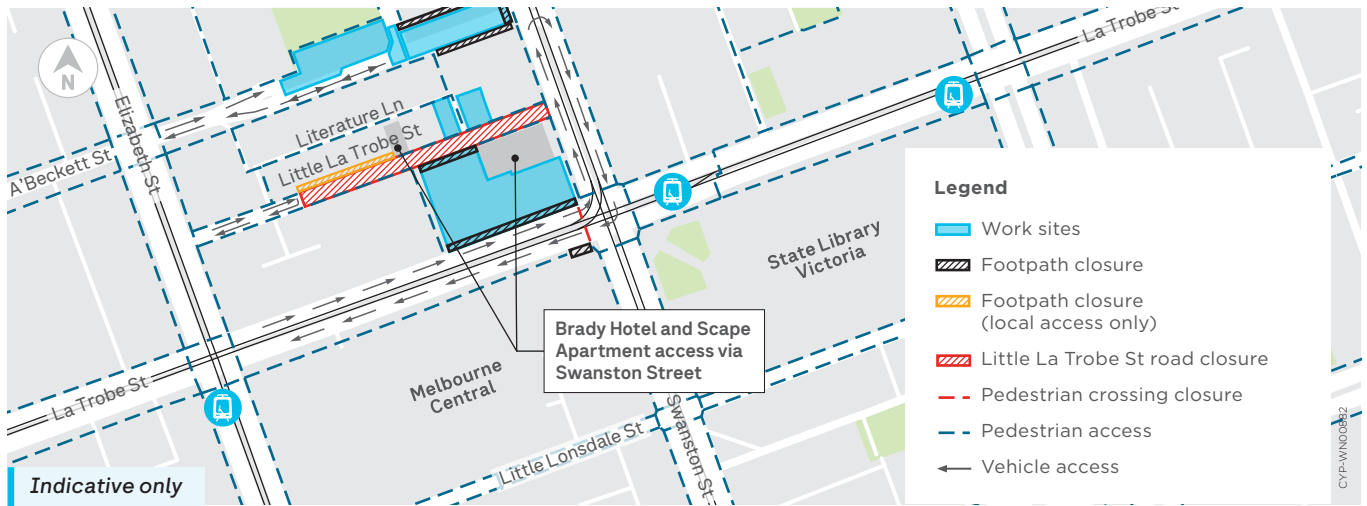 La Trobe St
N
Elizabeth St
Literature Ln
Little La Trobe St
A'Beckett St
State Library
Victoria
Brady Hotel and Scape
Apartment access via
Swanston Street
Melbourne
Central
La Trobe St
Swanston St
Little Lonsdale St
Indicative only
Legend
Work sites
Footpath closure
Footpath closure
(local access only)
Little La Trobe St road closure
Pedestrian crossing closure
Pedestrian access
Vehicle access
CYP-WN00882